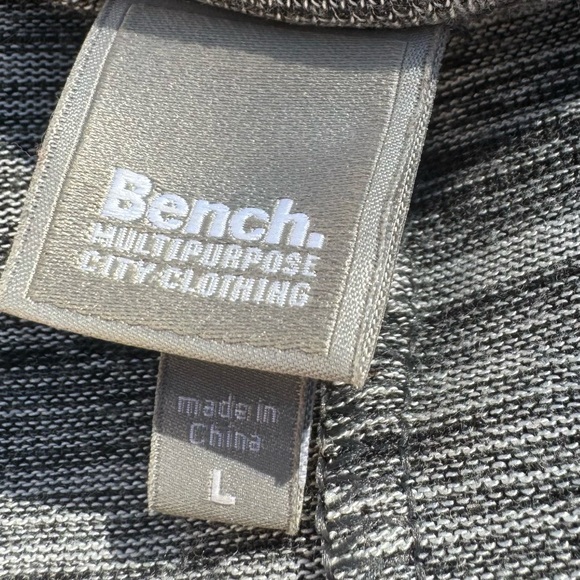 Bench.
MULTIPURPOSE
CITY CLOTHING
made in
China
L